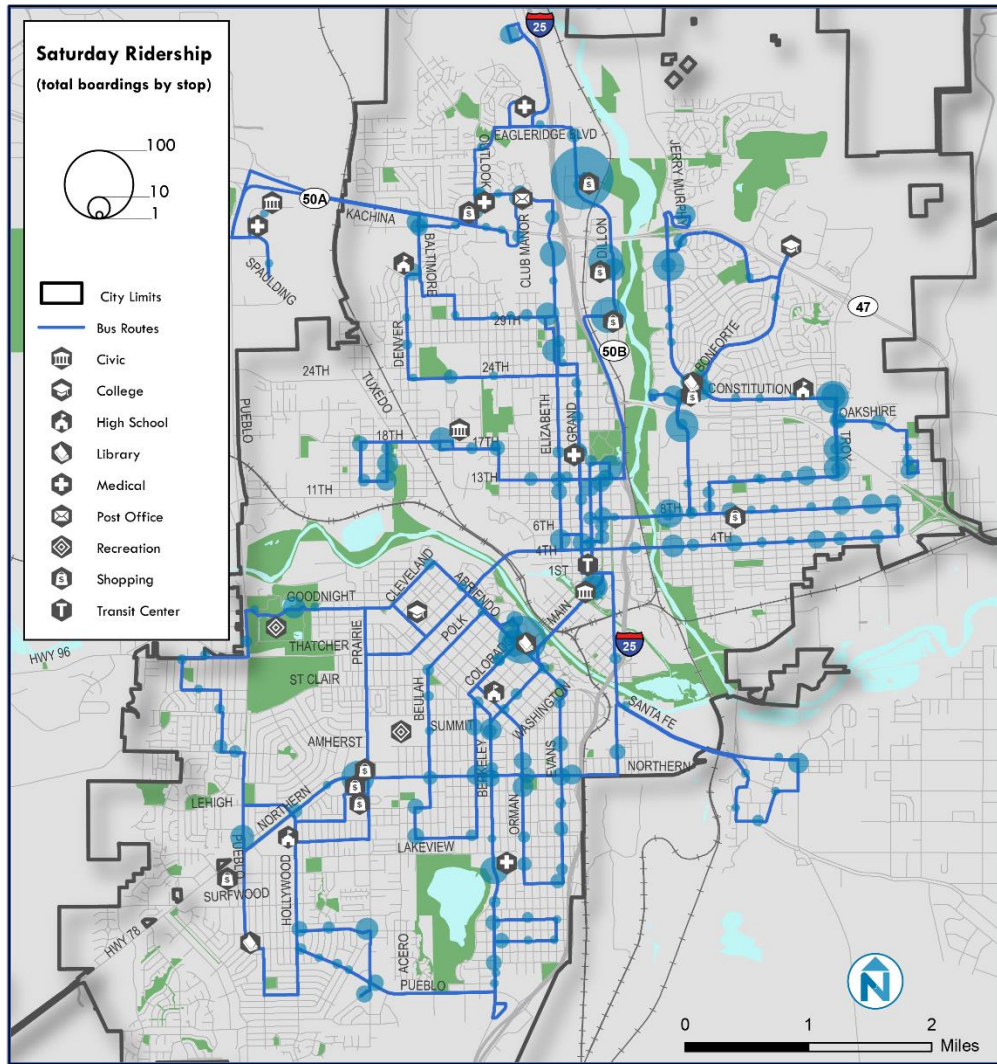 Saturday Ridership
(total boardings by stop)
100
10
1
City Limits
Bus Routes
Civic
College
High School
Library
Medical
Post Office
Recreation
Shopping
Transit Center
25
EAGLERIDGE BLVD
OUTLOOK
JERRY MURPHY
50A
KACHINA
SPAULDING
BALTIMORE
CLUB MANOR
DILLON
47
29TH
50B
BONFORTE
DENVER
24TH
24TH
CONSTITUTION
OAKSHIRE
TUXEDO
PUEBLO
ELIZABETH
GRAND
TROY
18TH
17TH
13TH
11TH
8TH
6TH
4TH
4TH
1ST
T
CLEVELAND
ABRIENDO
MAIN
GOODNIGHT
POLK
THATCHER
PRAIRIE
COLORADO
25
HWY 96
ST CLAIR
BEULAH
WASHINGTON
SANTA FE
SUMMIT
AMHERST
BERKELEY
EVANS
NORTHERN
NORTHERN
LEHIGH
ORMAN
LAKEVIEW
PUEBLO
SURFWOOD
HOLLYWOOD
HWY 78
ACERO
PUEBLO
N
0 1 2
Miles